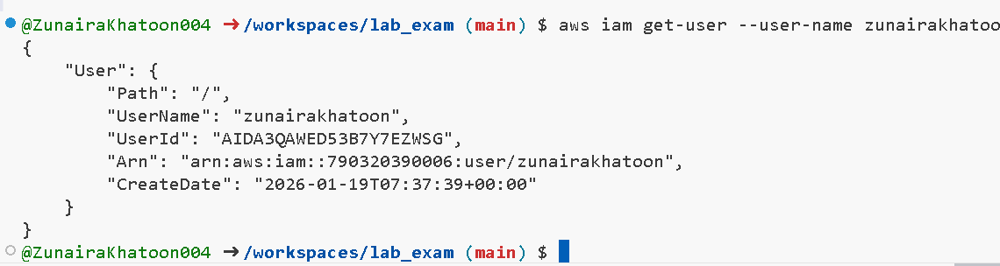 @ZunairaKhatoon004 →/workspaces/lab_exam (main) $ aws iam get-user --user-name zunairakhatoo
{
    "User": {
        "Path": "/",
        "UserName": "zunairakhatoon",
        "UserId": "AIDA3QAWED53B7Y7EZWSG",
        "Arn": "arn:aws:iam::790320390006:user/zunairakhatoon",
        "CreateDate": "2026-01-19T07:37:39+00:00"
    }
}
@ZunairaKhatoon004 →/workspaces/lab_exam (main) $